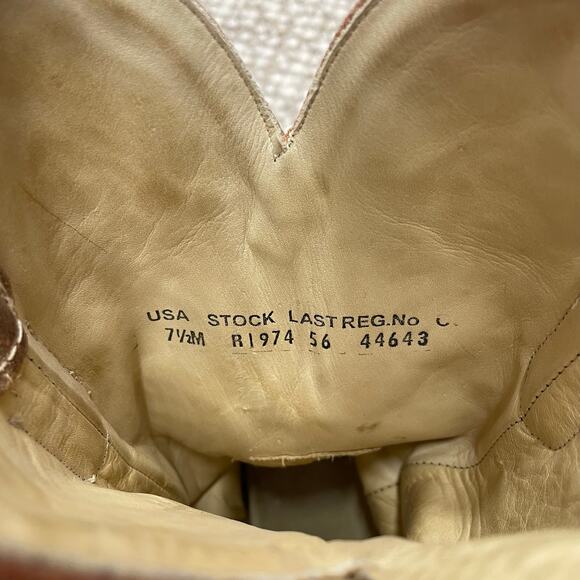 USA STOCK LAST REG.No
7½M R1974 56 44643